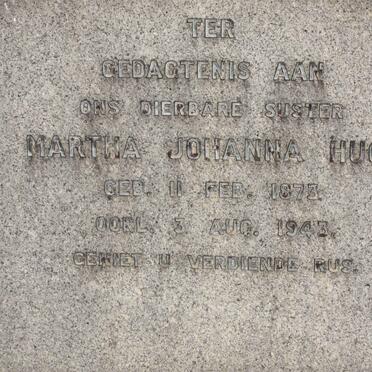 TER
GEDAGTENIS AAN
ONS DIERBARE SUSTER
MARTHA JOHANNA HUG
GEB. 11 FEB. 1873.
OORL. 3 AUG. 1943.
GENIET U VERDIENDE RUS.